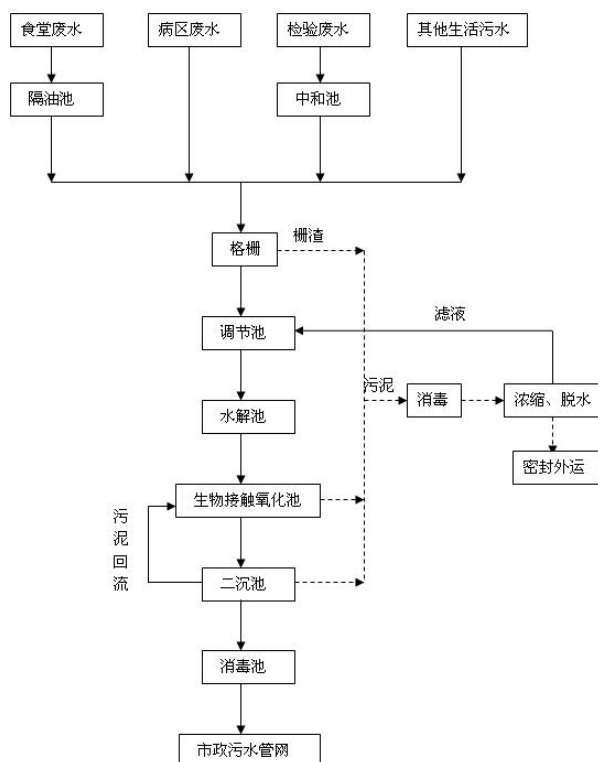 食堂废水
病区废水
检验废水
其他生活污水
隔油池
中和池
格栅
栅渣
调节池
滤液
污泥
消毒
浓缩、脱水
水解池
密封外运
生物接触氧化池
污泥回流
二沉池
消毒池
市政污水管网